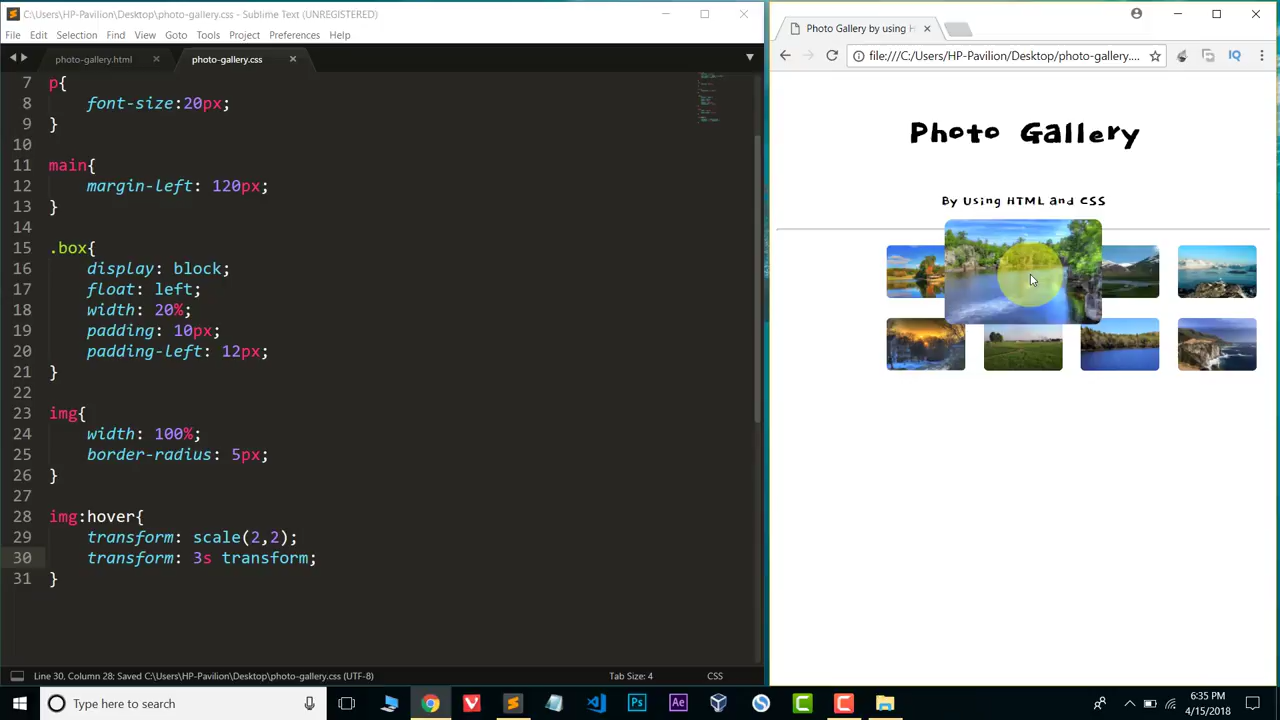 C:\Users\HP-Pavilion\Desktop\photo-gallery.css - Sublime Text (UNREGISTERED)
File Edit Selection Find View Goto Tools Project Preferences Help
photo-gallery.html
photo-gallery.css
7 p{
8 font-size:20px;
9 }
10
11 main{
12 margin-left: 120px;
13 }
14
15 .box{
16 display: block;
17 float: left;
18 width: 20%;
19 padding: 10px;
20 padding-left: 12px;
21 }
22
23 img{
24 width: 100%;
25 border-radius: 5px;
26 }
27
28 img:hover{
29 transform: scale(2,2);
30 transform: 3s transform;
31 }
Line 30, Column 28; Saved C:\Users\HP-Pavilion\Desktop\photo-gallery.css (UTF-8)
Tab Size: 4
CSS
Photo Gallery by using H
file:///C:/Users/HP-Pavilion/Desktop/photo-gallery....
IQ
Photo Gallery
By Using HTML and CSS
Type here to search
Ps
Ae
6:35 PM
4/15/2018